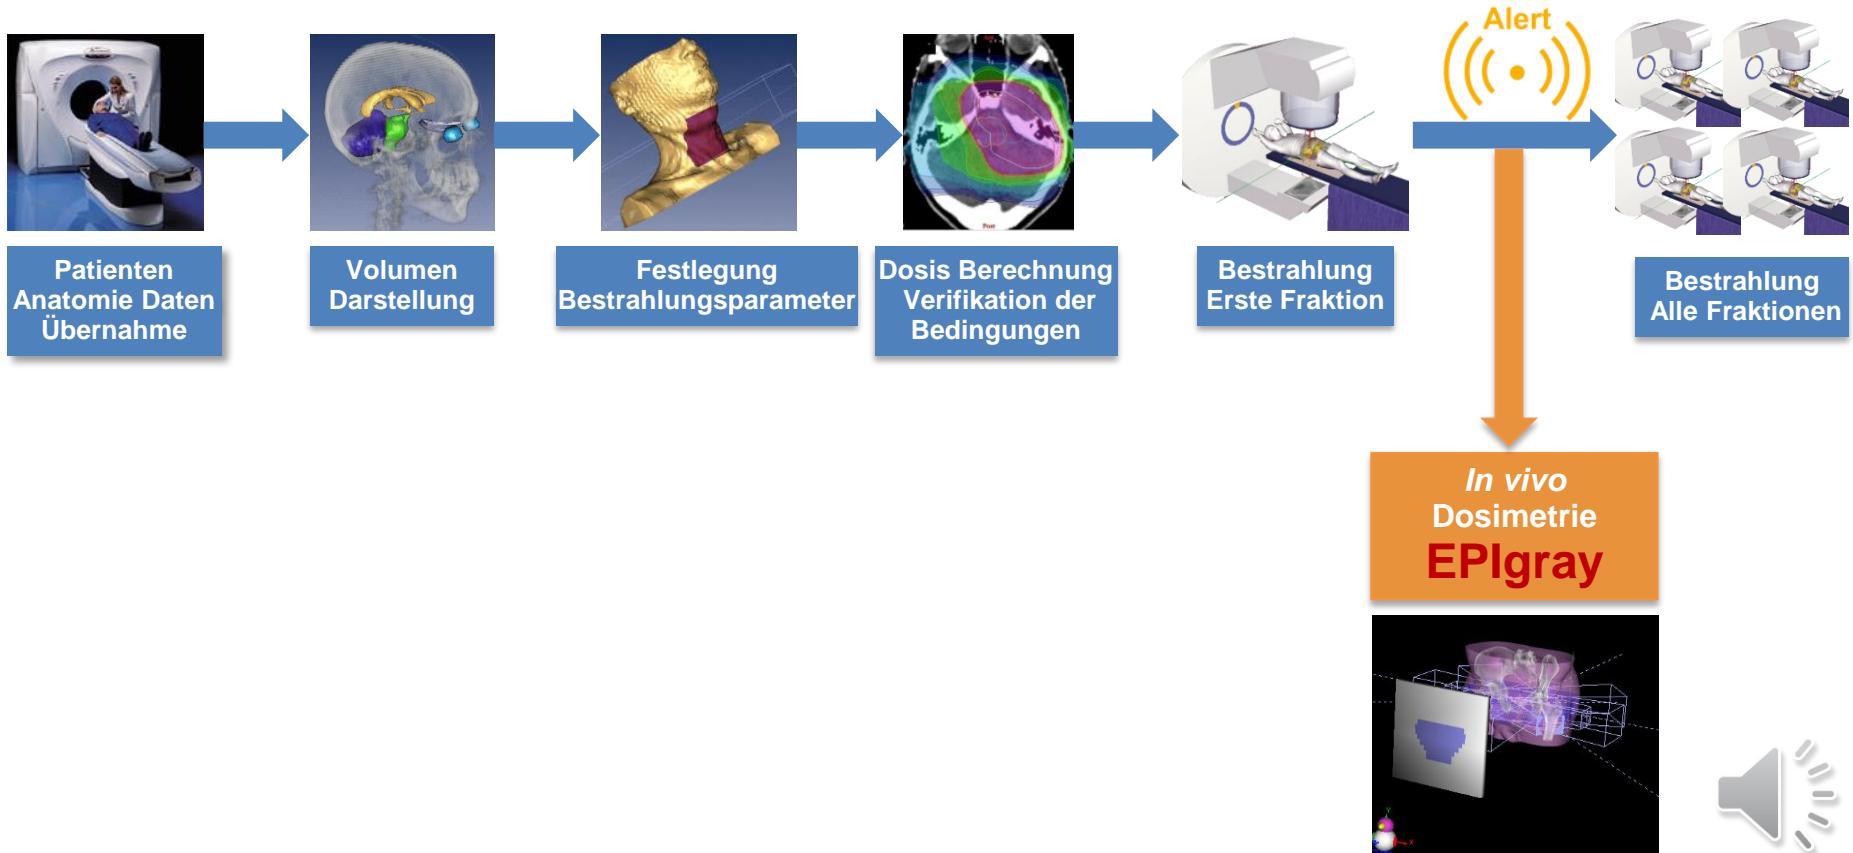 Alert
Patienten
Anatomie Daten
Übernahme
Volumen
Darstellung
Festlegung
Bestrahlungsparameter
Dosis Berechnung
Verifikation der
Bedingungen
Bestrahlung
Erste Fraktion
Bestrahlung
Alle Fraktionen
In vivo
Dosimetrie
EPIgray
Post
Y
X